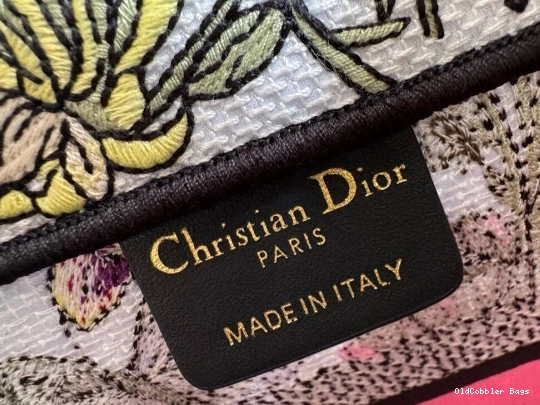 Christian Dior
PARIS
MADE IN ITALY
OldCobbler Bags